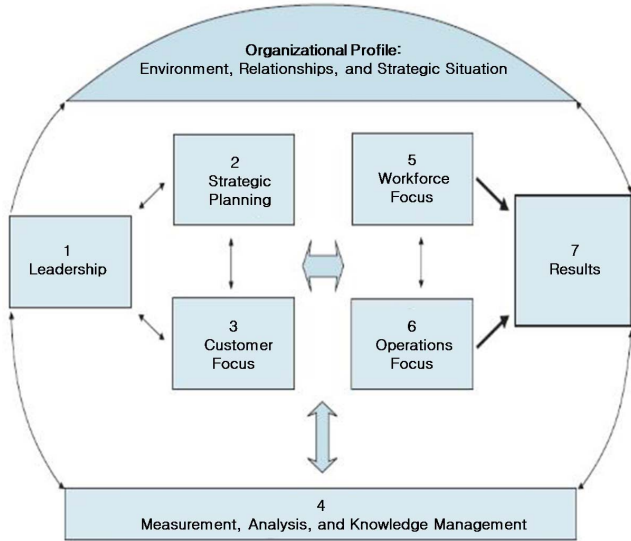 Organizational Profile:
Environment, Relationships, and Strategic Situation
2
Strategic
Planning
5
Workforce
Focus
1
Leadership
7
Results
3
Customer
Focus
6
Operations
Focus
4
Measurement, Analysis, and Knowledge Management